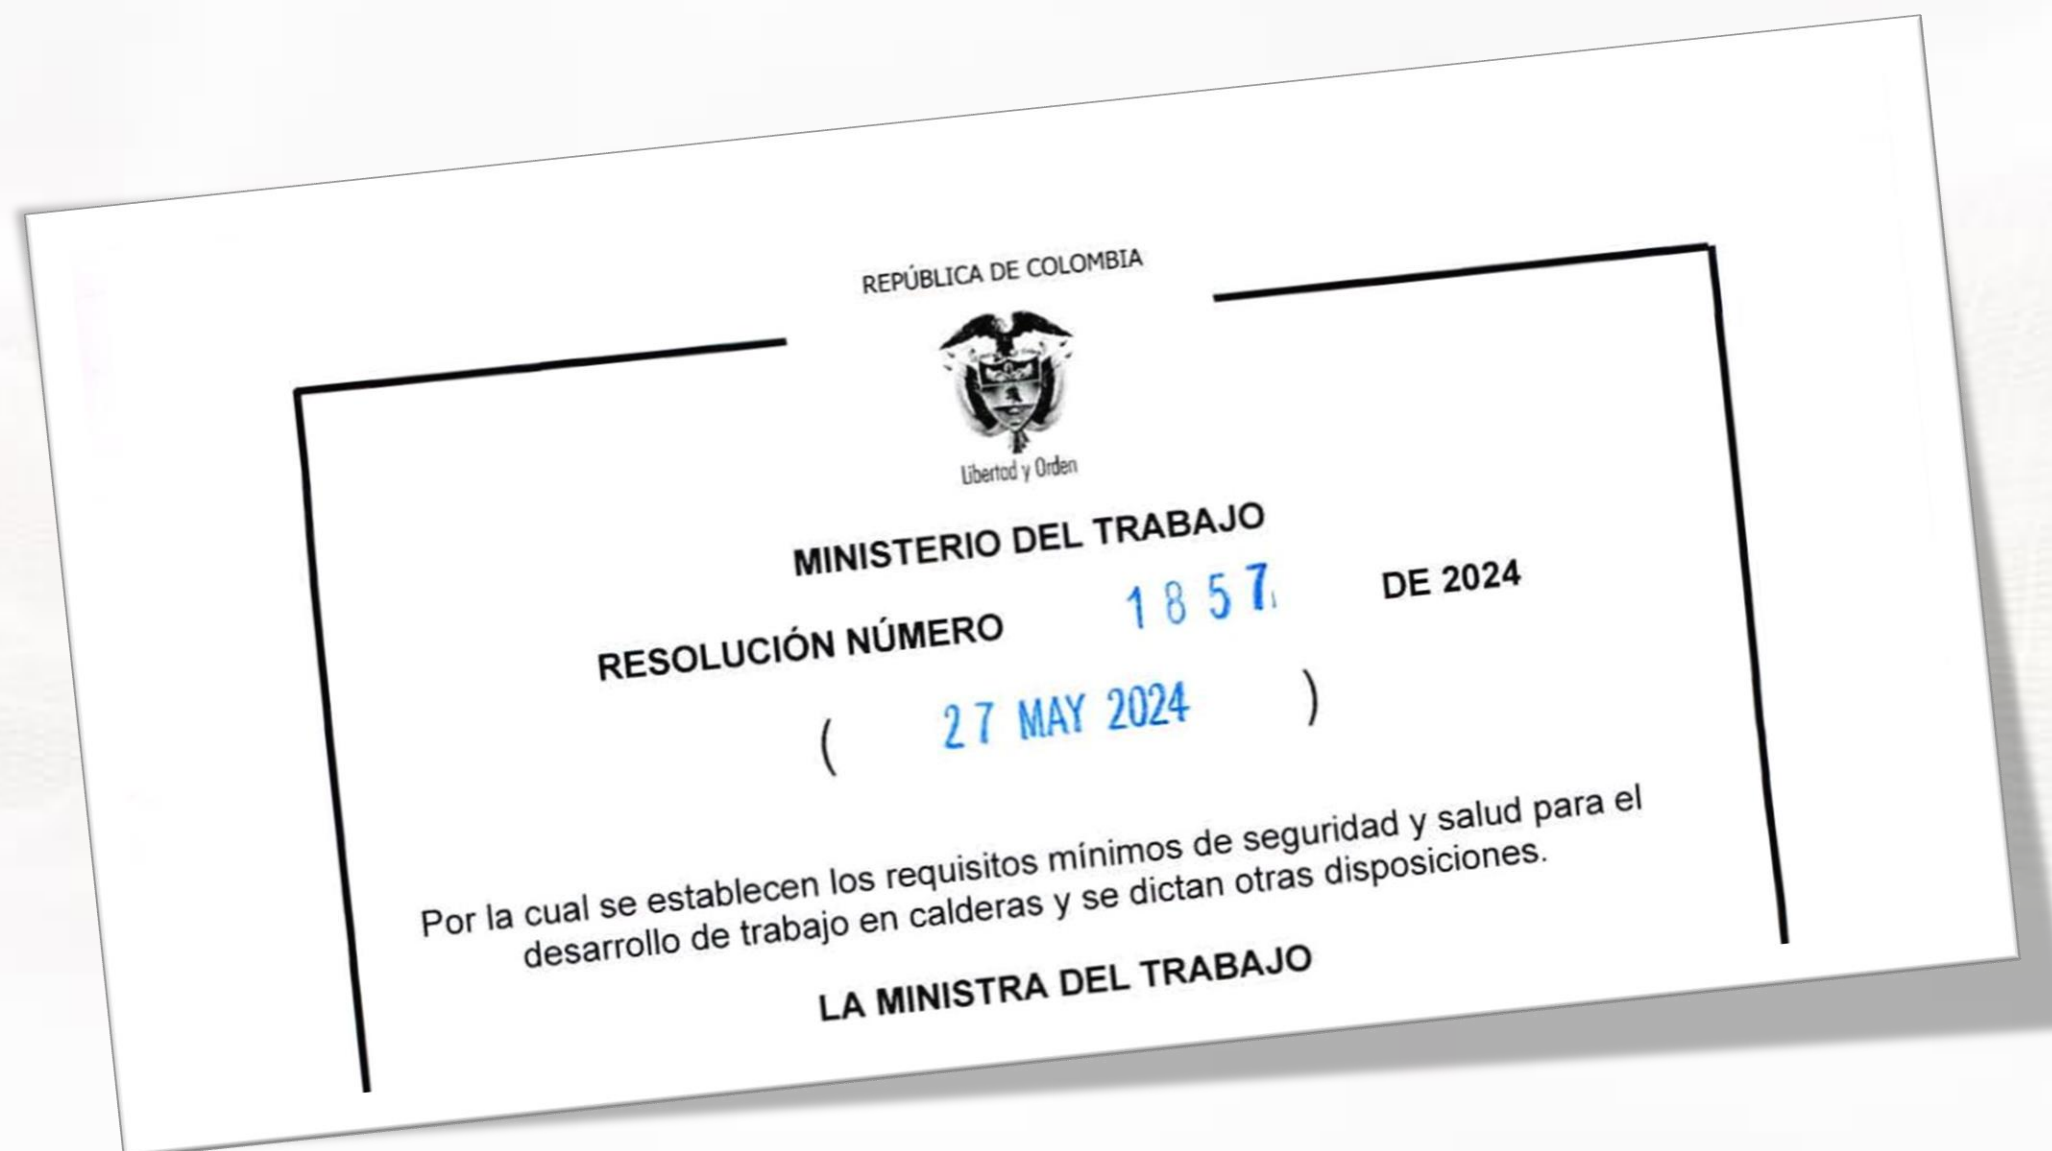 REPÚBLICA DE COLOMBIA
Libertad y Orden
MINISTERIO DEL TRABAJO
RESOLUCIÓN NÚMERO 1857 DE 2024
( 27 MAY 2024 )
Por la cual se establecen los requisitos mínimos de seguridad y salud para el
desarrollo de trabajo en calderas y se dictan otras disposiciones.
LA MINISTRA DEL TRABAJO